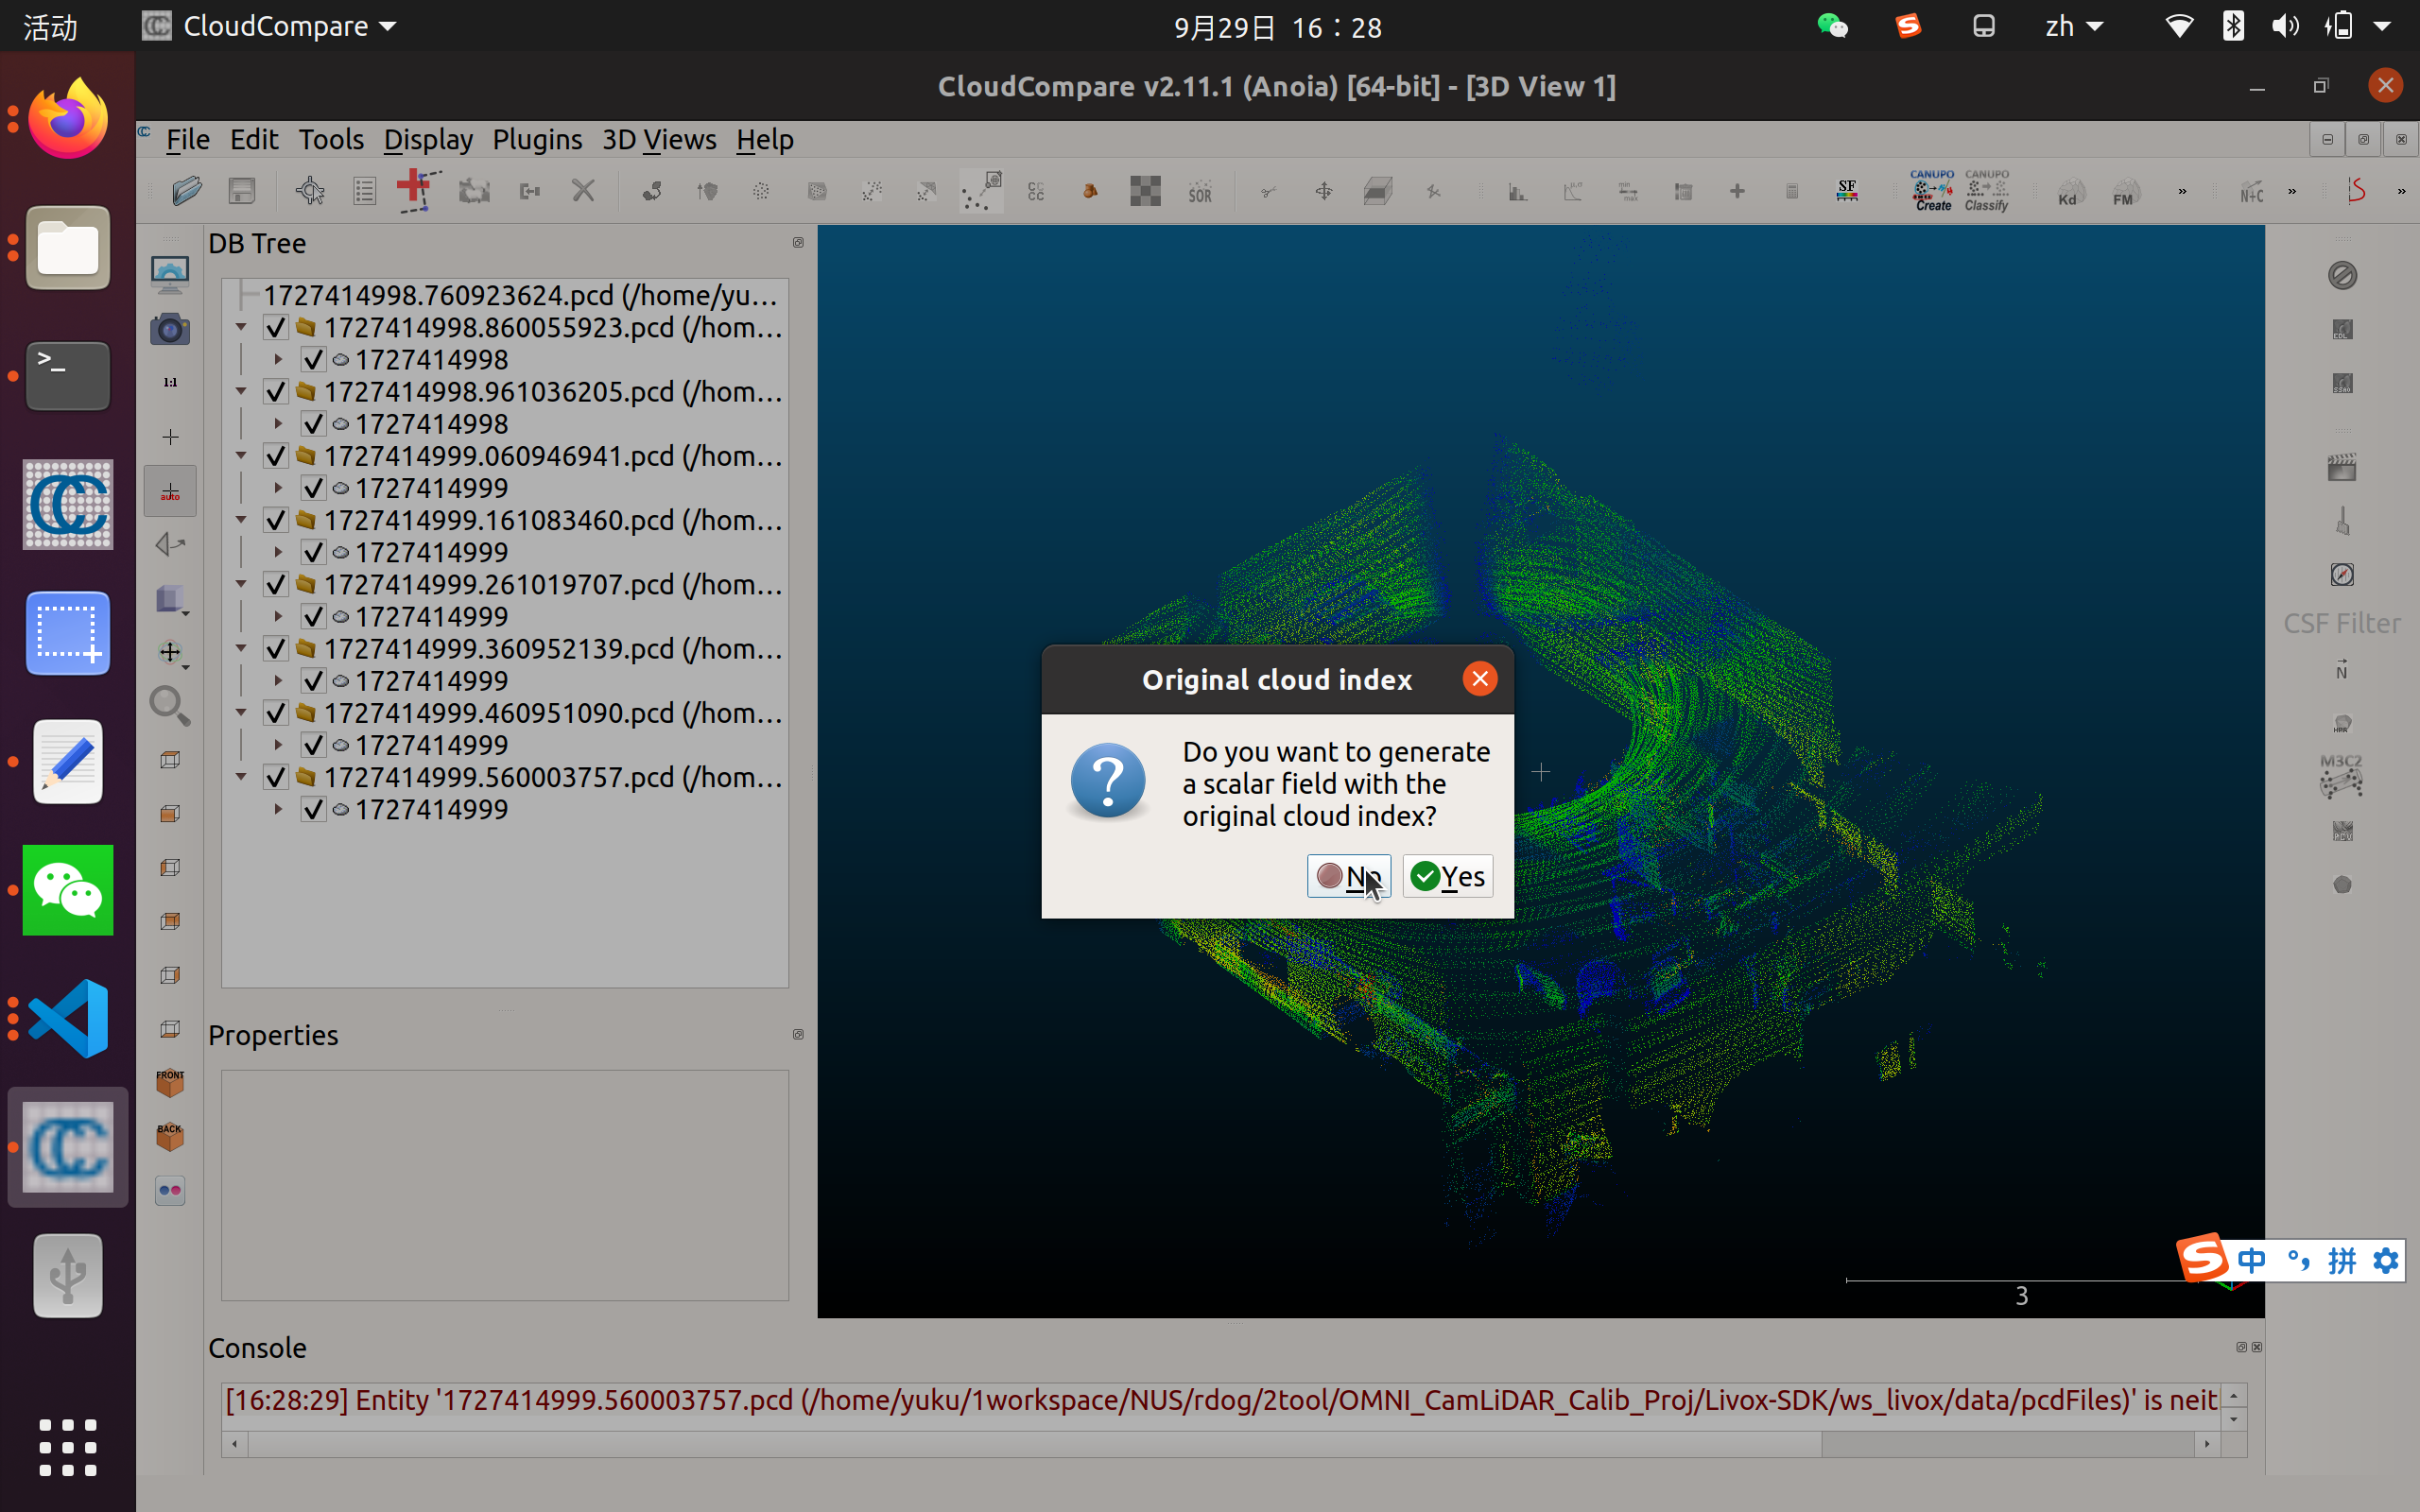 活动
CloudCompare
9月29日 16：28
zh
CloudCompare v2.11.1 (Anoia) [64-bit] - [3D View 1]
File Edit Tools Display Plugins 3D Views Help
CC CC
SOR
min max
SF
CANUPO Create
CANUPO Classify
Kd
FM
»
N+C
»
»
DB Tree
1727414998.760923624.pcd (/home/yu...
1727414998.860055923.pcd (/hom...
1727414998
1727414998.961036205.pcd (/hom...
1727414998
1727414999.060946941.pcd (/hom...
1727414999
1727414999.161083460.pcd (/hom...
1727414999
1727414999.261019707.pcd (/hom...
1727414999
1727414999.360952139.pcd (/hom...
1727414999
1727414999.460951090.pcd (/hom...
1727414999
1727414999.560003757.pcd (/hom...
1727414999
1:1
auto
FRONT
BACK
Properties
Original cloud index
Do you want to generate
a scalar field with the
original cloud index?
No
Yes
CSF Filter
N
HPR
M3C2
PCV
3
中 °, 拼
Console
[16:28:29] Entity '1727414999.560003757.pcd (/home/yuku/1workspace/NUS/rdog/2tool/OMNI_CamLiDAR_Calib_Proj/Livox-SDK/ws_livox/data/pcdFiles)' is neit